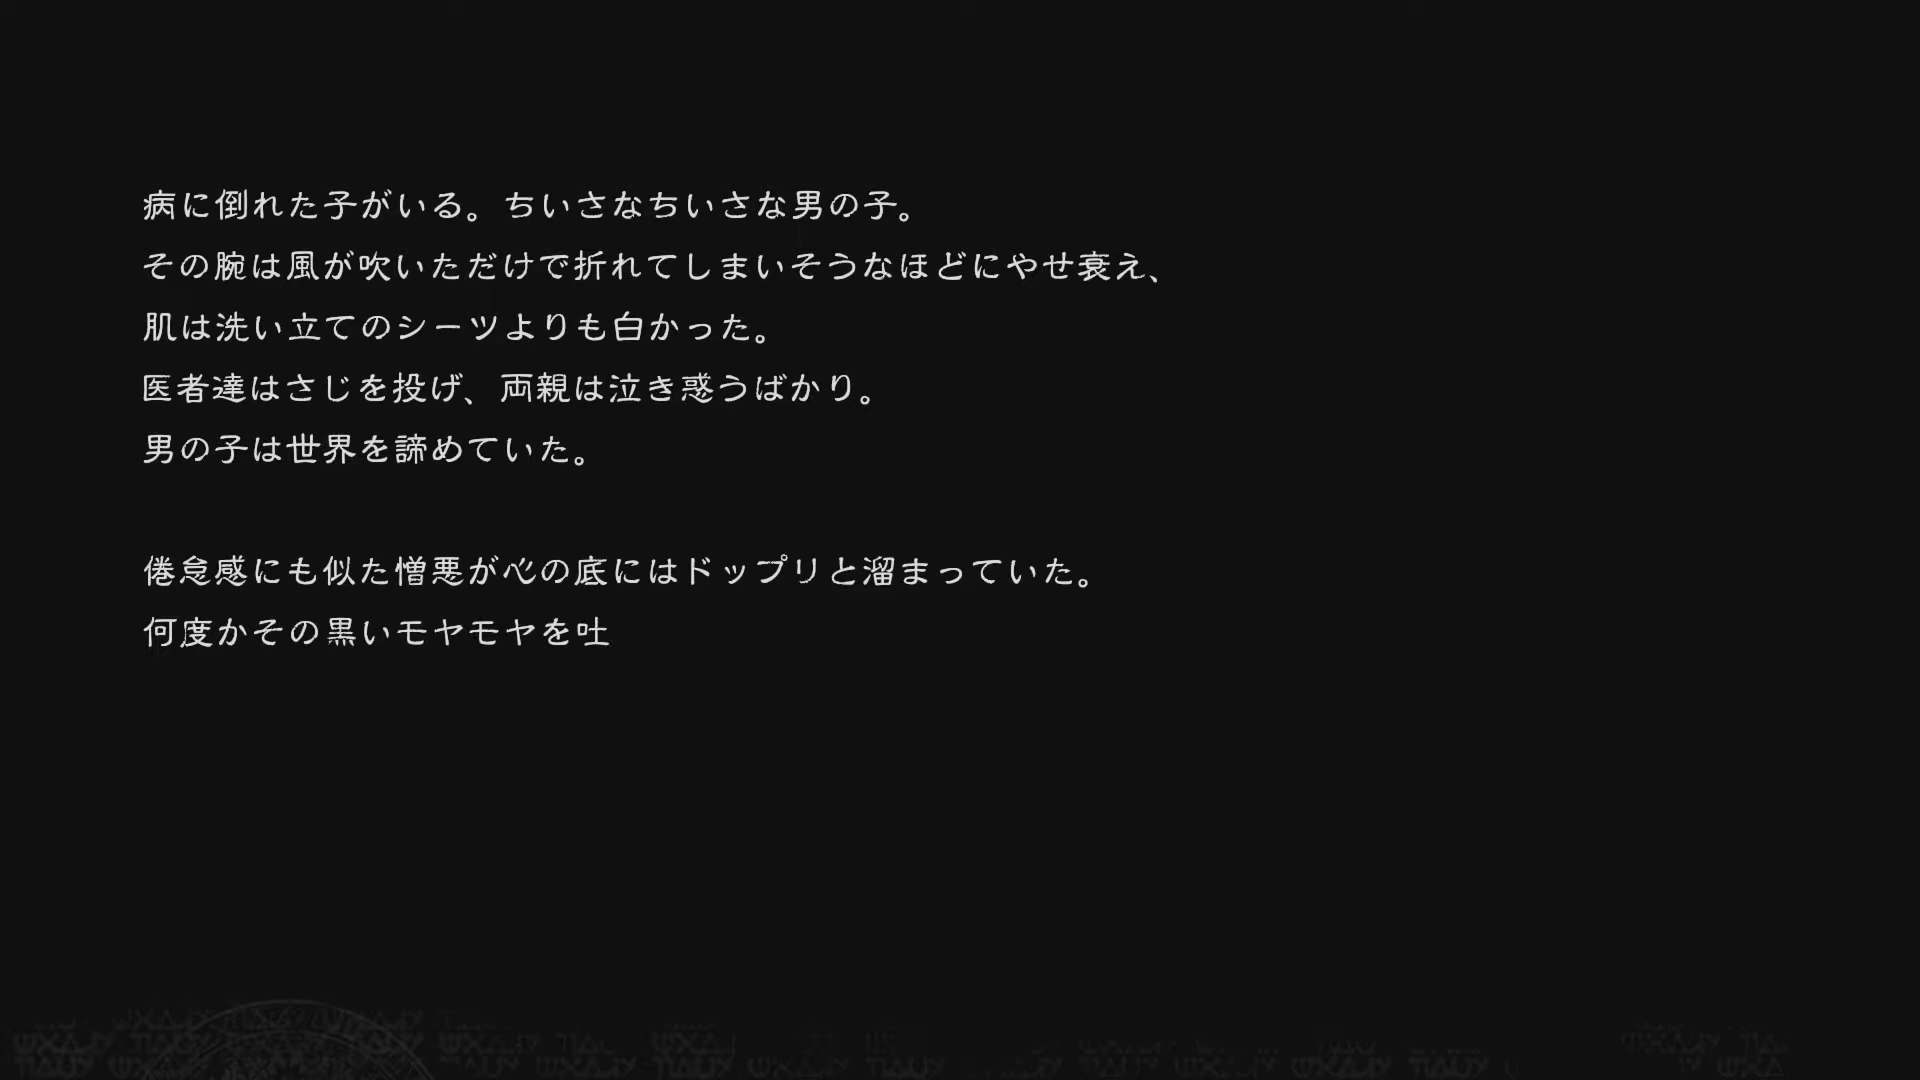 病に倒れた子がいる。ちいさなちいさな男の子。
その腕は風が吹いただけで折れてしまいそうなほどにやせ衰え、
肌は洗い立てのシーツよりも白かった。
医者達はさじを投げ、両親は泣き惑うばかり。
男の子は世界を諦めていた。
倦怠感にも似た憎悪が心の底にはドップリと溜まっていた。
何度かその黒いモヤモヤを吐